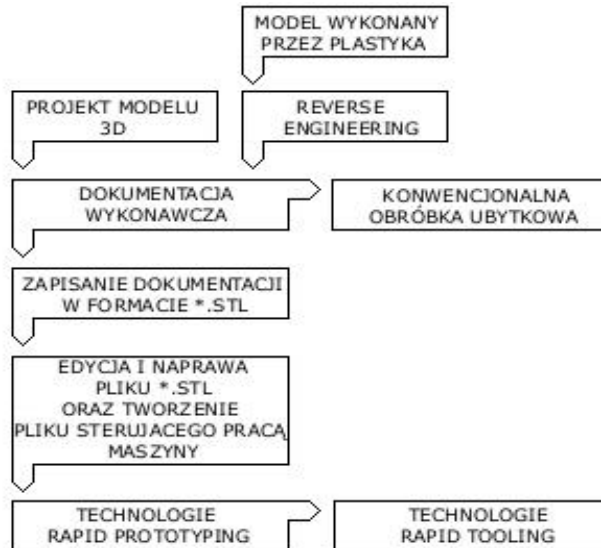 MODEL WYKONANY
PRZEZ PLASTYKA
PROJEKT MODELU
3D
REVERSE
ENGINEERING
DOKUMENTACJA
WYKONAWCZA
KONWENCJONALNA
OBRÓBKA UBYTKOWA
ZAPISANIE DOKUMENTACJI
W FORMACIE *.STL
EDYCJA I NAPRAWA
PLIKU *.STL
ORAZ TWORZENIE
PLIKU STERUJACEGO PRACĄ
MASZYNY
TECHNOLOGIE
RAPID PROTOTYPING
TECHNOLOGIE
RAPID TOOLING